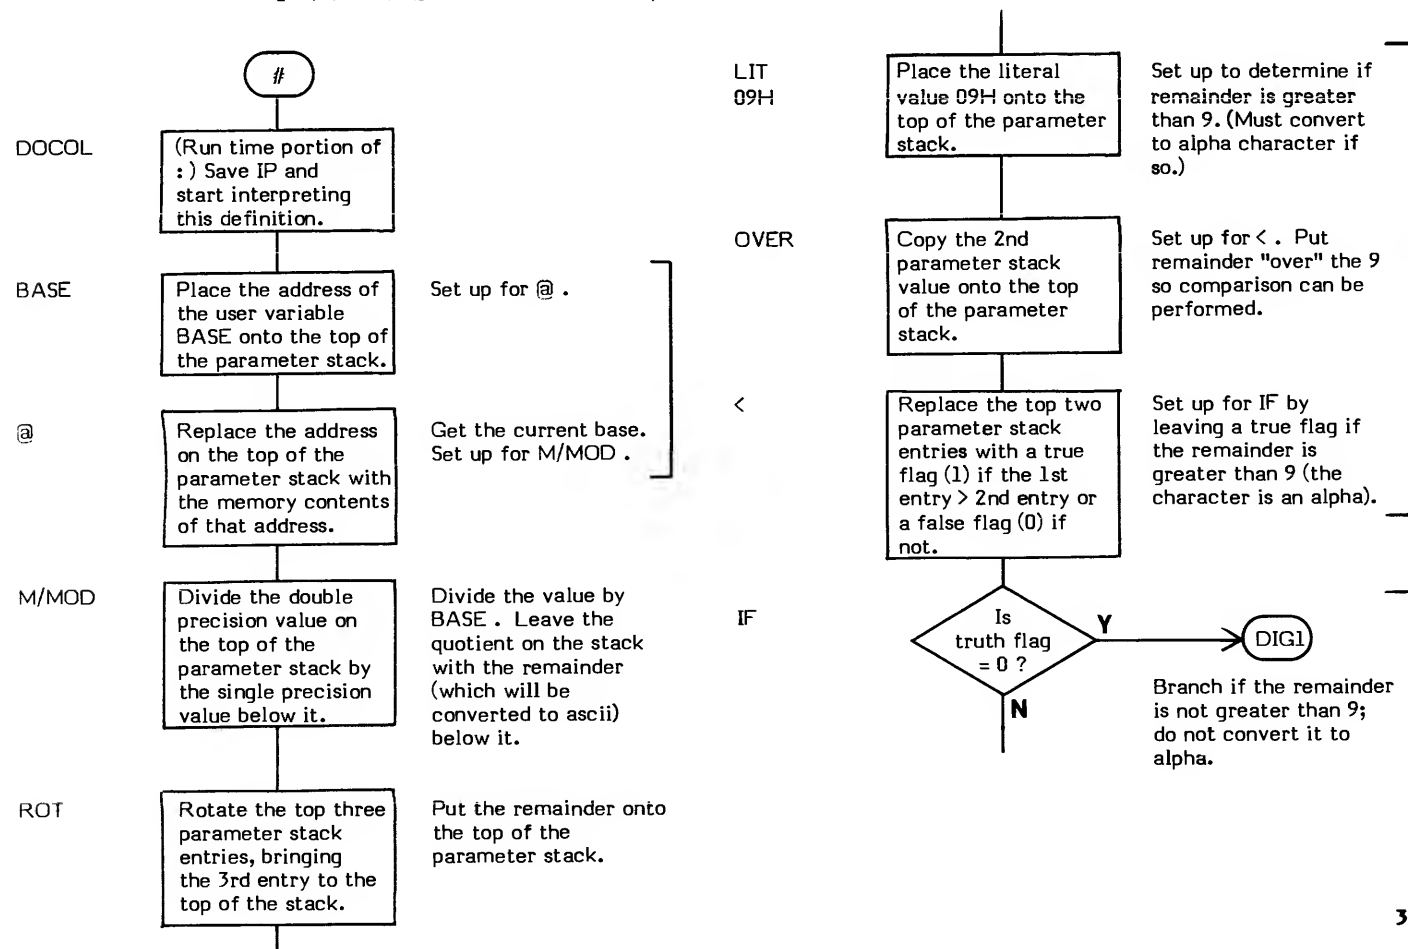 #
DOCOL
(Run time portion of
: ) Save IP and
start interpreting
this definition.
BASE
Place the address of
the user variable
BASE onto the top of
the parameter stack.
Set up for @ .
@
Replace the address
on the top of the
parameter stack with
the memory contents
of that address.
Get the current base.
Set up for M/MOD .
M/MOD
Divide the double
precision value on
the top of the
parameter stack by
the single precision
value below it.
Divide the value by
BASE . Leave the
quotient on the stack
with the remainder
(which will be
converted to ascii)
below it.
ROT
Rotate the top three
parameter stack
entries, bringing
the 3rd entry to the
top of the stack.
Put the remainder onto
the top of the
parameter stack.
LIT
09H
Place the literal
value 09H onto the
top of the parameter
stack.
Set up to determine if
remainder is greater
than 9. (Must convert
to alpha character if
so.)
OVER
Copy the 2nd
parameter stack
value onto the top
of the parameter
stack.
Set up for < . Put
remainder "over" the 9
so comparison can be
performed.
<
Replace the top two
parameter stack
entries with a true
flag (1) if the 1st
entry > 2nd entry or
a false flag (0) if
not.
Set up for IF by
leaving a true flag if
the remainder is
greater than 9 (the
character is an alpha).
IF
Is
truth flag
= 0 ?
Y
DIG1
N
Branch if the remainder
is not greater than 9;
do not convert it to
alpha.
3